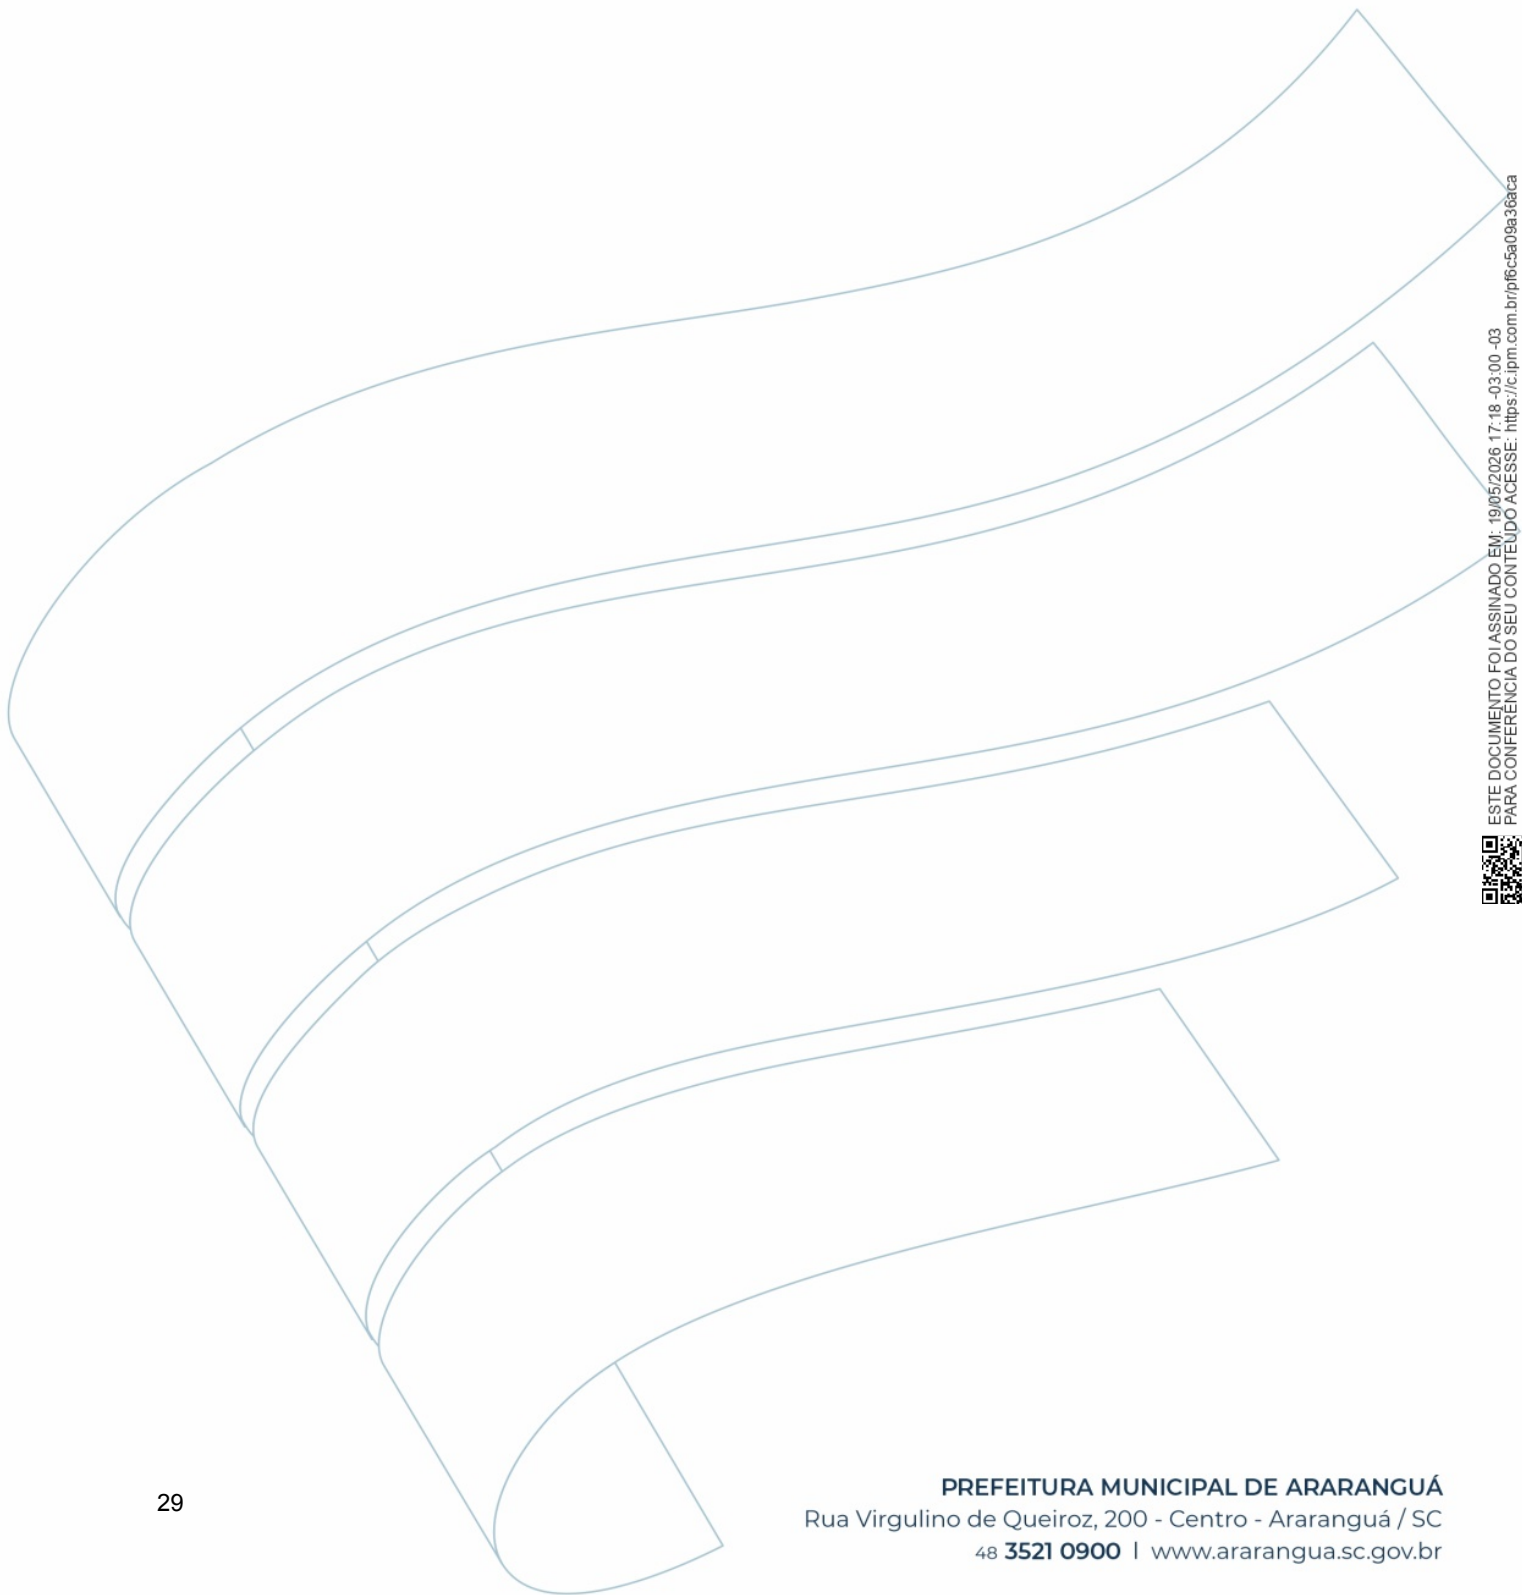 ESTE DOCUMENTO FOI ASSINADO EM: 19/05/2026 17:18 -03:00 -03
PARA CONFERÊNCIA DO SEU CONTEÚDO ACESSE: https://c.ipm.com.br/pf6c5a09a36aca
29
PREFEITURA MUNICIPAL DE ARARANGUÁ
Rua Virgulino de Queiroz, 200 - Centro - Araranguá / SC
48 3521 0900 | www.ararangua.sc.gov.br